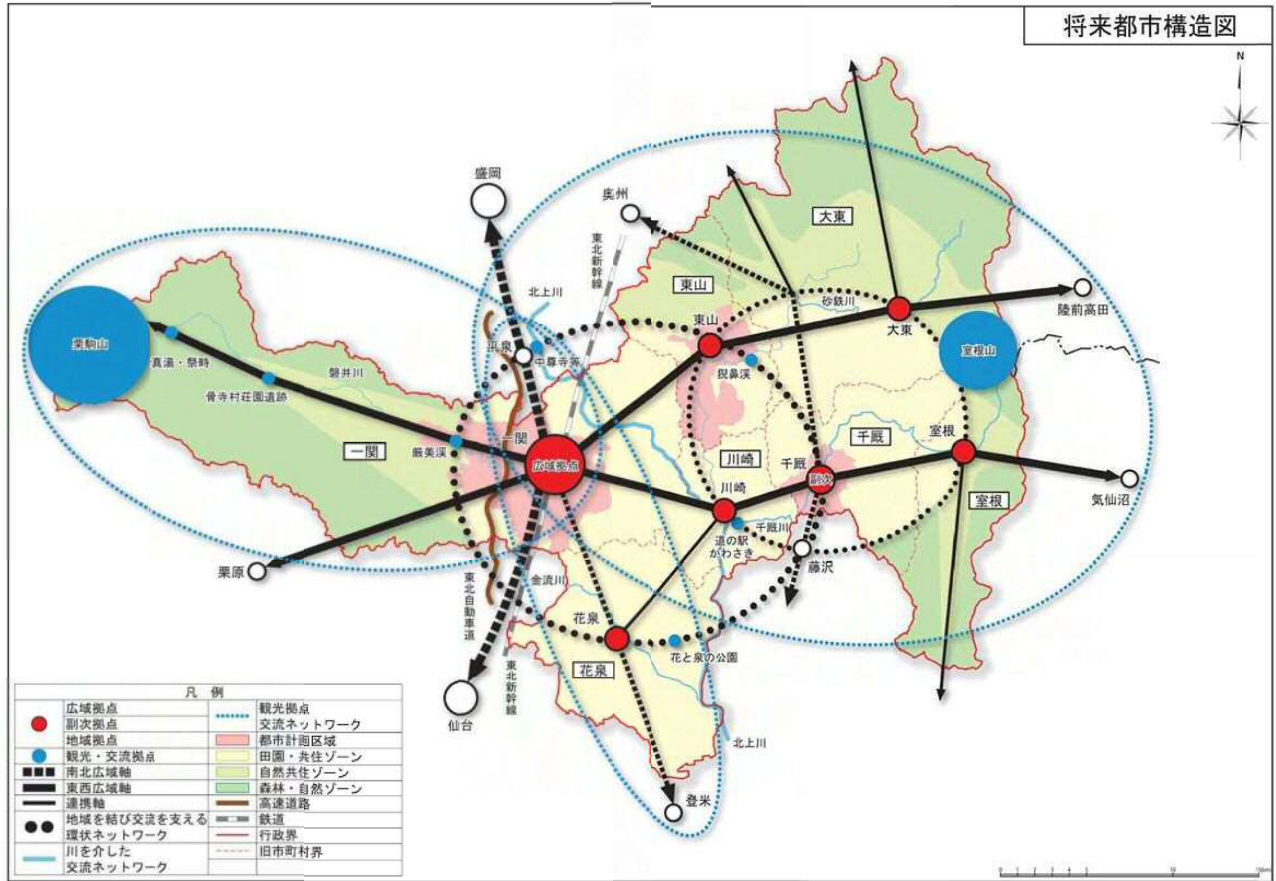 将来都市構造図
N
盛岡
奥州
東北新幹線
北上川
大東
東山
東山
砂鉄川
大東
陸前高田
栗駒山
真湯・祭畤
骨寺村荘園遺跡
磐井川
平泉
中尊寺等
猊鼻渓
室根山
一関
厳美渓
一関
広域拠点
川崎
川崎
千厩
副次
千厩
室根
室根
気仙沼
千厩川
道の駅
かわさき
藤沢
栗原
東北自動車道
金流川
花泉
花泉
花と泉の公園
東北新幹線
仙台
北上川
登米
凡 例
広域拠点
副次拠点
地域拠点
観光・交流拠点
南北広域軸
東西広域軸
連携軸
地域を結び交流を支える
環状ネットワーク
川を介した
交流ネットワーク
観光拠点
交流ネットワーク
都市計画区域
田園・共住ゾーン
自然共住ゾーン
森林・自然ゾーン
高速道路
鉄道
行政界
旧市町村界
0 1 2 3 4 5 10